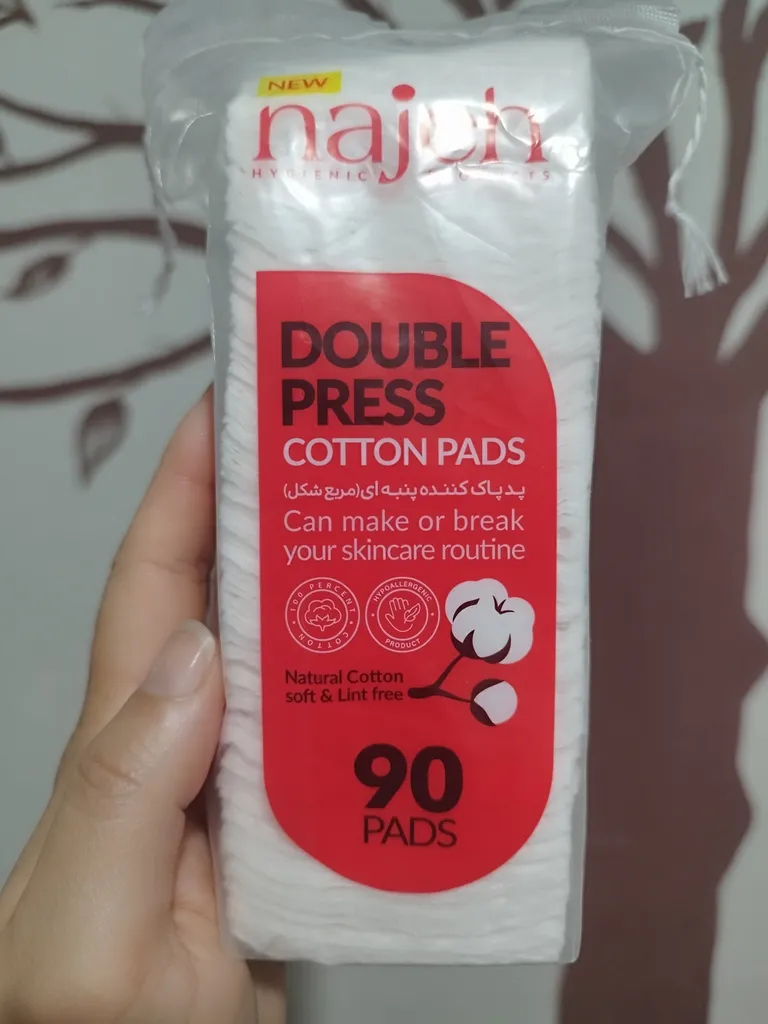 NEW
najeh
HYGIENIC PRODUCTS
DOUBLE
PRESS
COTTON PADS
پد پاک کننده پنبه ای (مربع شکل)
Can make or break
your skincare routine
100 PERCENT COTTON
HYPOALLERGENIC PRODUCT
Natural Cotton
soft & Lint free
90
PADS